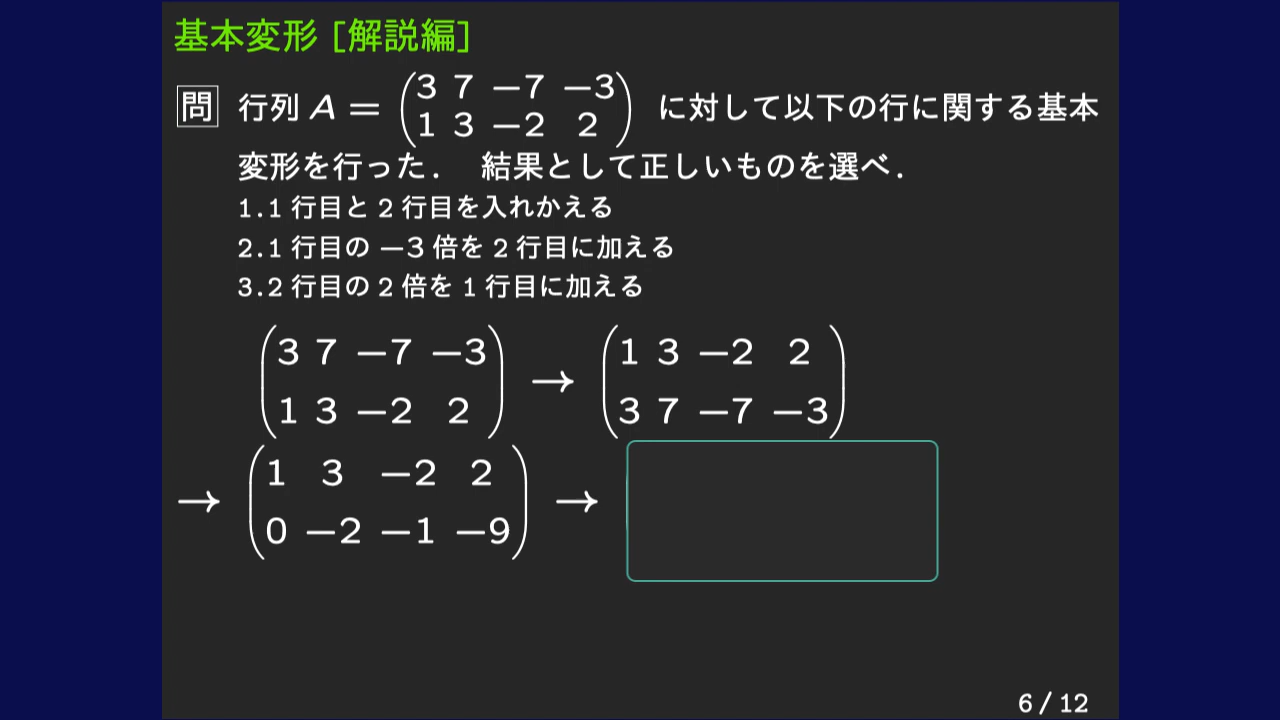 基本変形 [解説編]
問 行列 A = (3 7 −7 −3
1 3 −2 2) に対して以下の行に関する基本
変形を行った． 結果として正しいものを選べ．
1.1 行目と 2 行目を入れかえる
2.1 行目の −3 倍を 2 行目に加える
3.2 行目の 2 倍を 1 行目に加える
(3 7 −7 −3
1 3 −2 2) → (1 3 −2 2
3 7 −7 −3)
→ (1 3 −2 2
0 −2 −1 −9) →
6 / 12